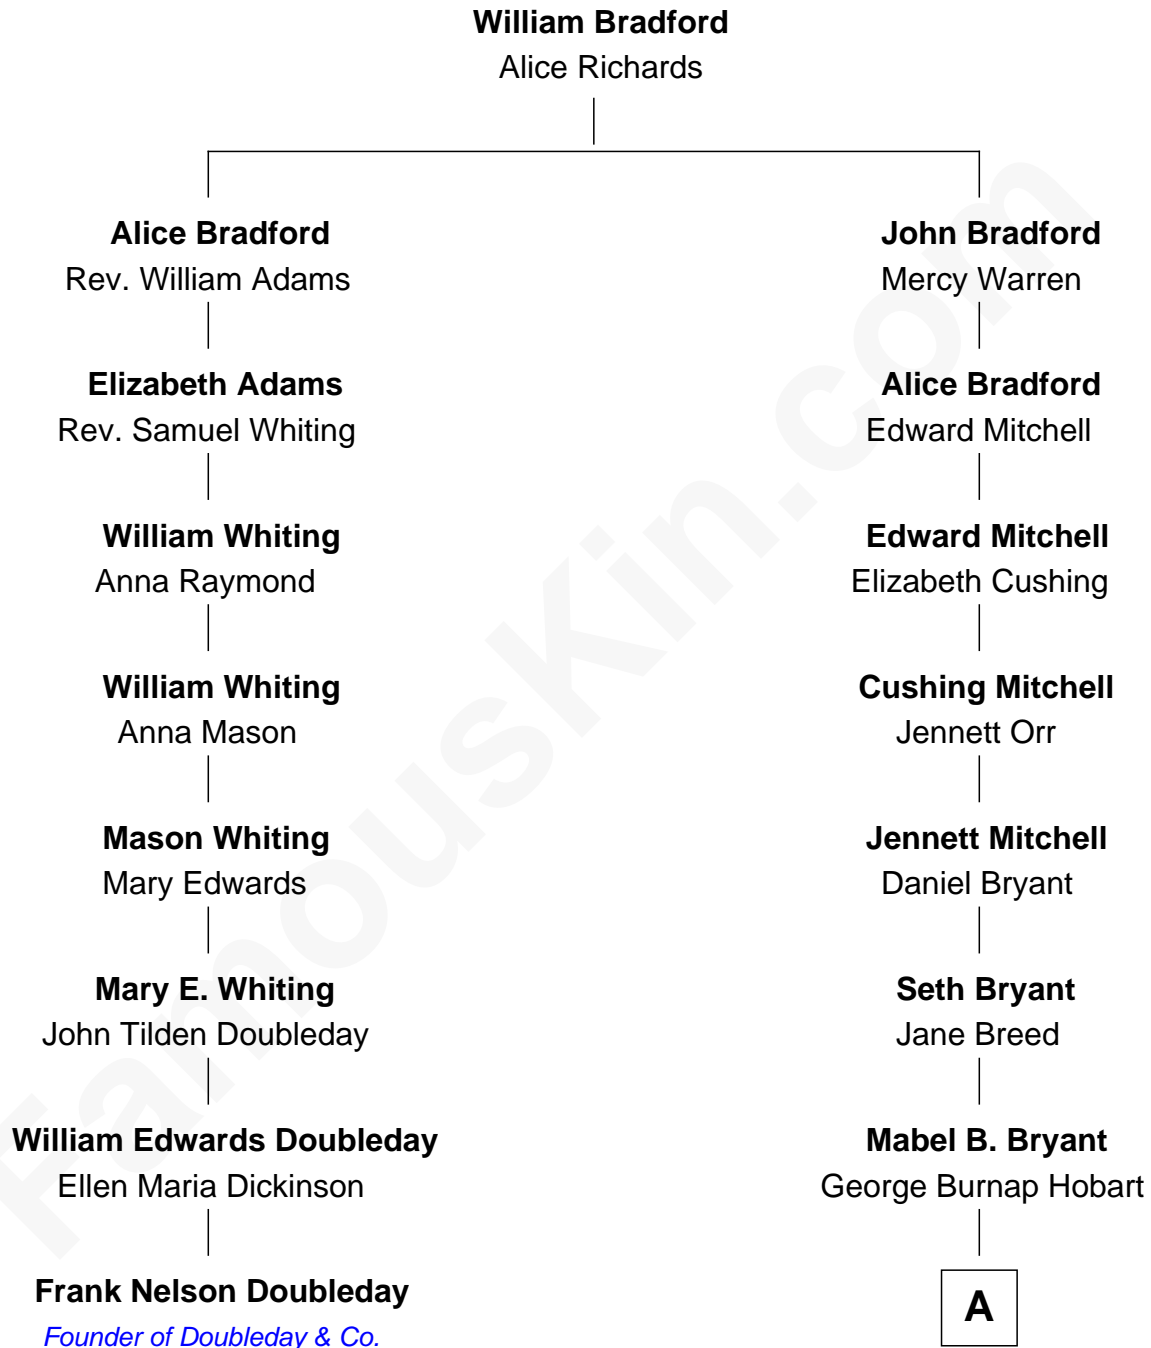 William Bradford
Alice Richards
Alice Bradford
Rev. William Adams
John Bradford
Mercy Warren
Elizabeth Adams
Rev. Samuel Whiting
Alice Bradford
Edward Mitchell
William Whiting
Anna Raymond
Edward Mitchell
Elizabeth Cushing
William Whiting
Anna Mason
Cushing Mitchell
Jennett Orr
Mason Whiting
Mary Edwards
Jennett Mitchell
Daniel Bryant
Mary E. Whiting
John Tilden Doubleday
Seth Bryant
Jane Breed
William Edwards Doubleday
Ellen Maria Dickinson
Mabel B. Bryant
George Burnap Hobart
Frank Nelson Doubleday
Founder of Doubleday & Co.
A
FamousKin.com